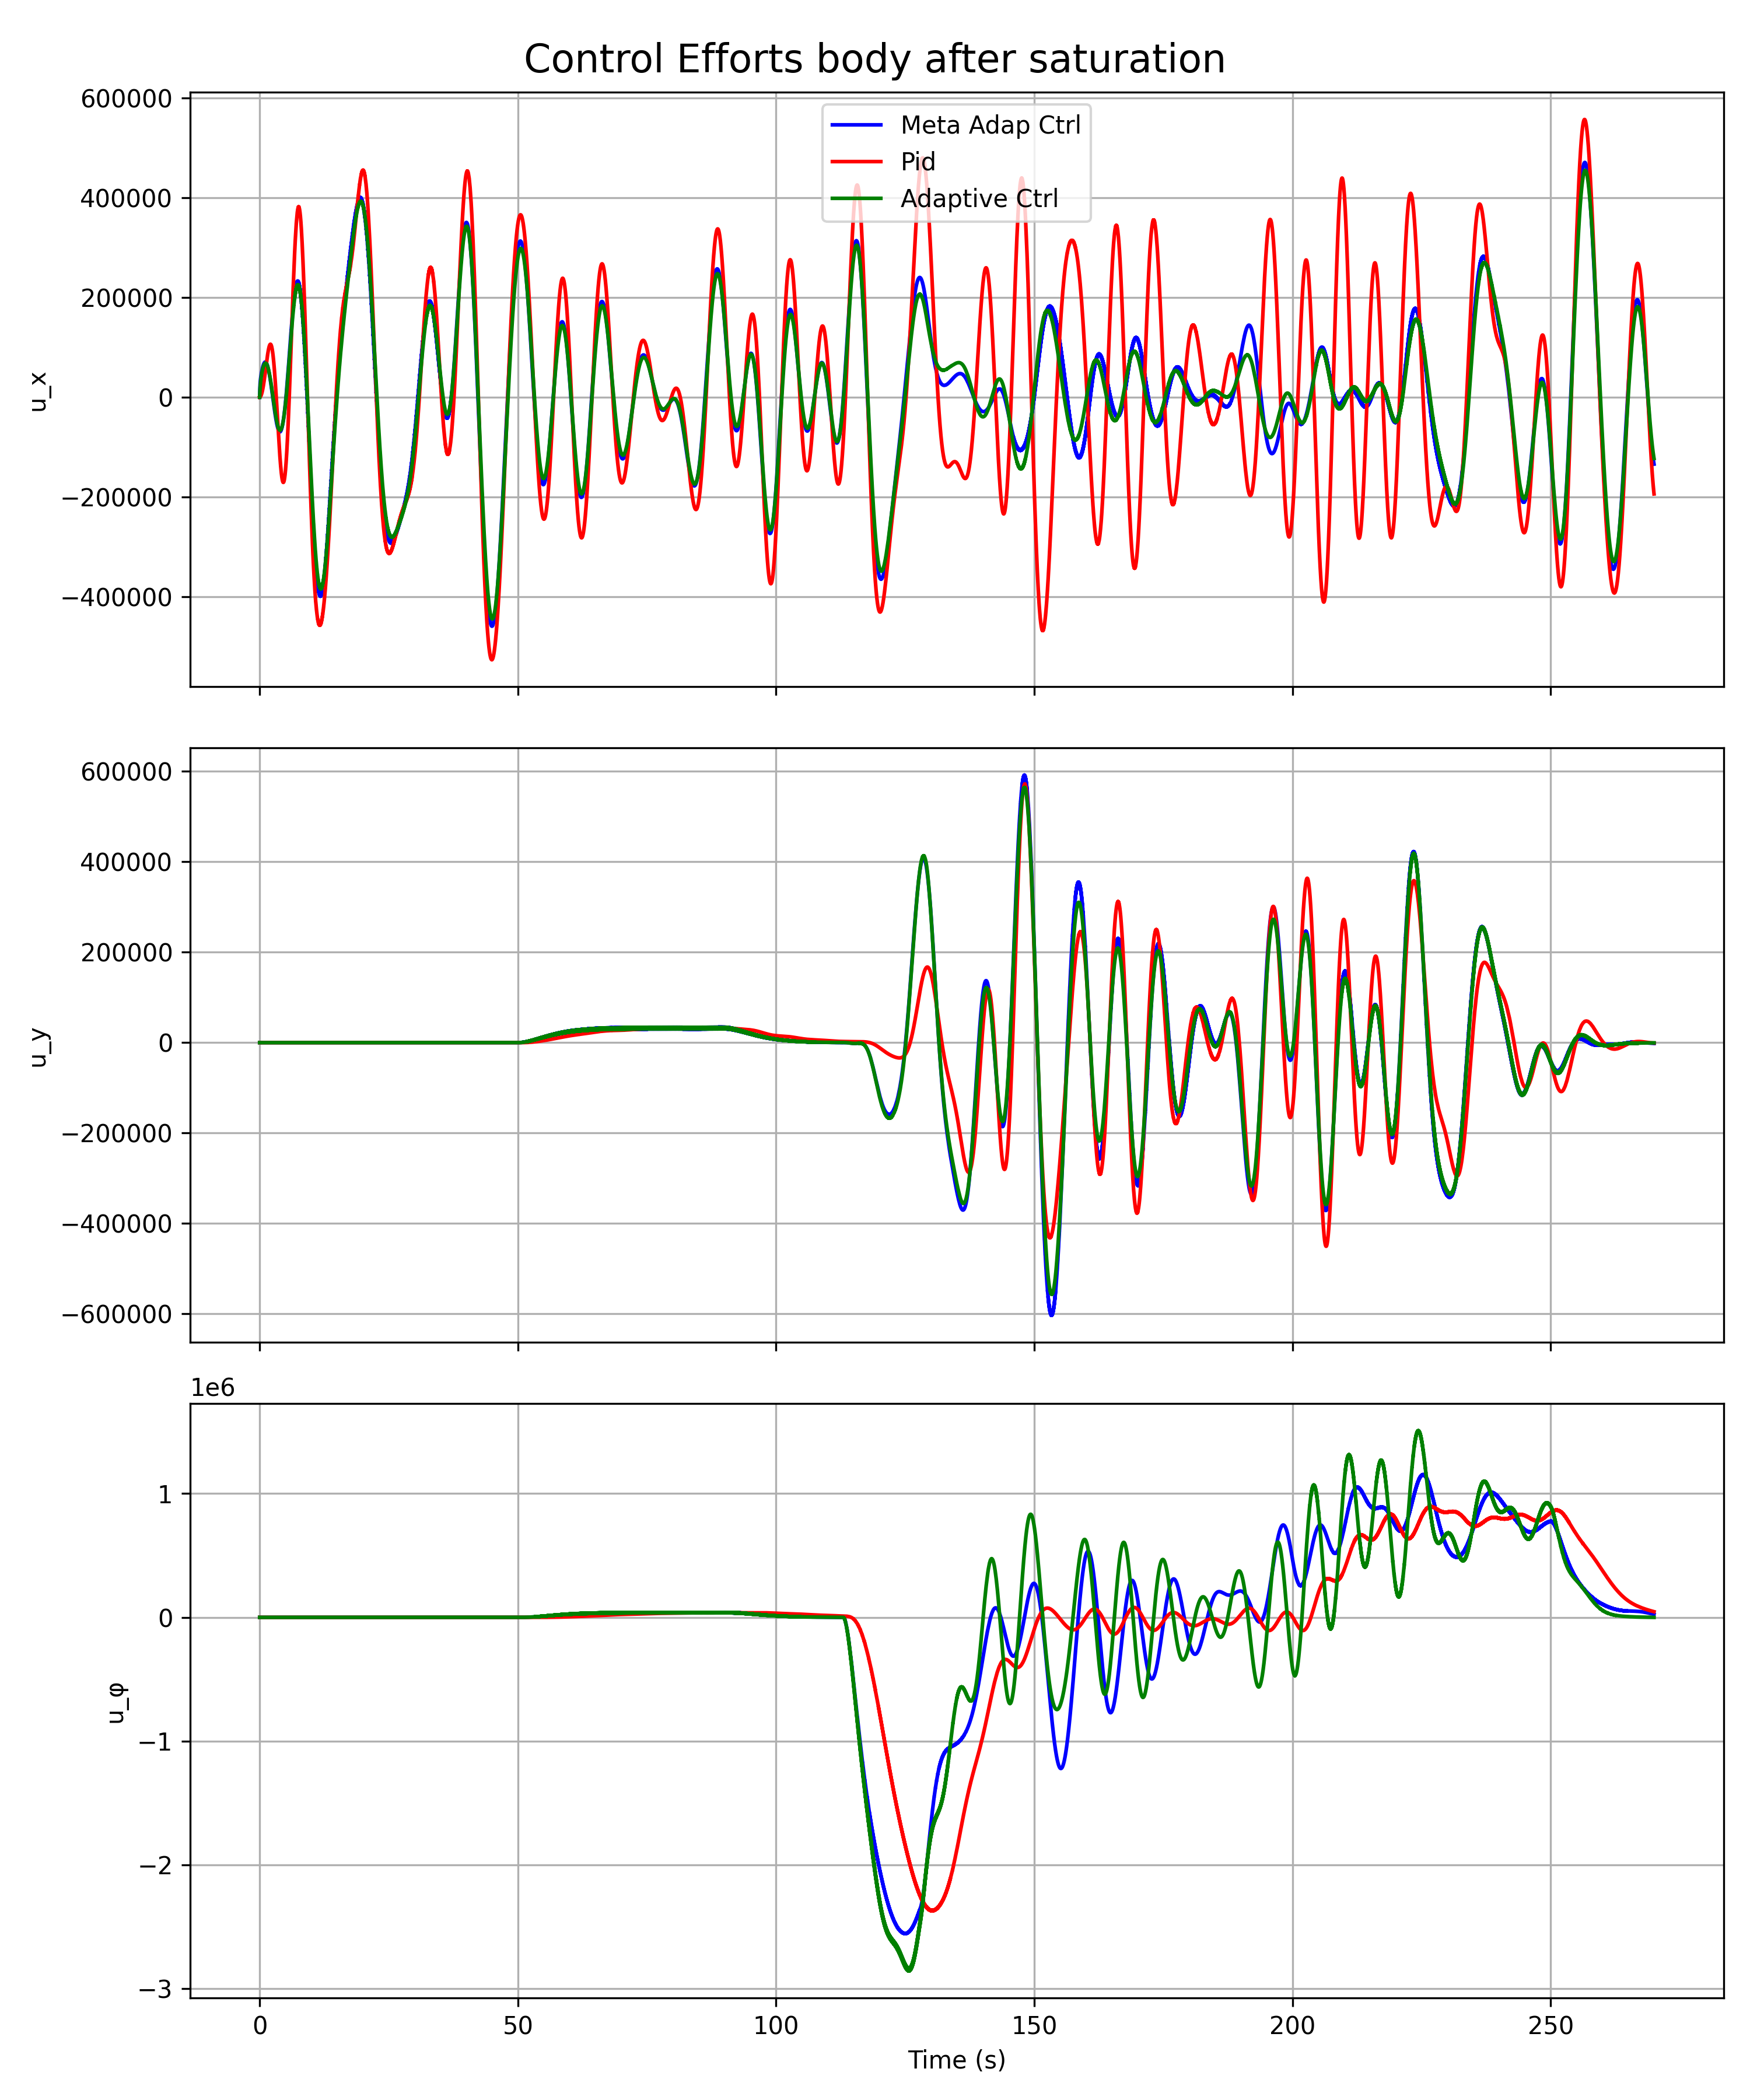 Control Efforts body after saturation
600000
400000
200000
0
−200000
−400000
u_x
Meta Adap Ctrl
Pid
Adaptive Ctrl
600000
400000
200000
0
−200000
−400000
−600000
u_y
1e6
1
0
−1
−2
−3
u_φ
0 50 100 150 200 250
Time (s)